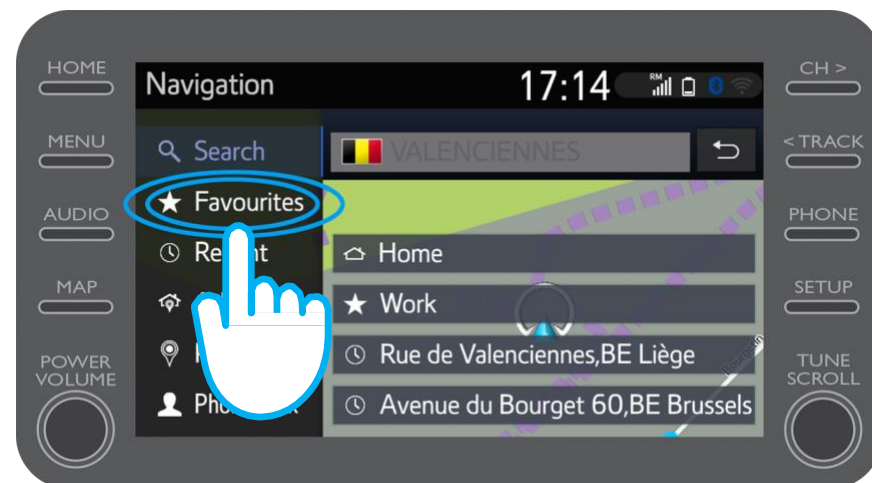 HOME
MENU
AUDIO
MAP
POWER
VOLUME
Navigation
17:14
RM
Search
VALENCIENNES
Favourites
Home
Work
Rue de Valenciennes,BE Liège
Avenue du Bourget 60,BE Brussels
CH >
< TRACK
PHONE
SETUP
TUNE
SCROLL